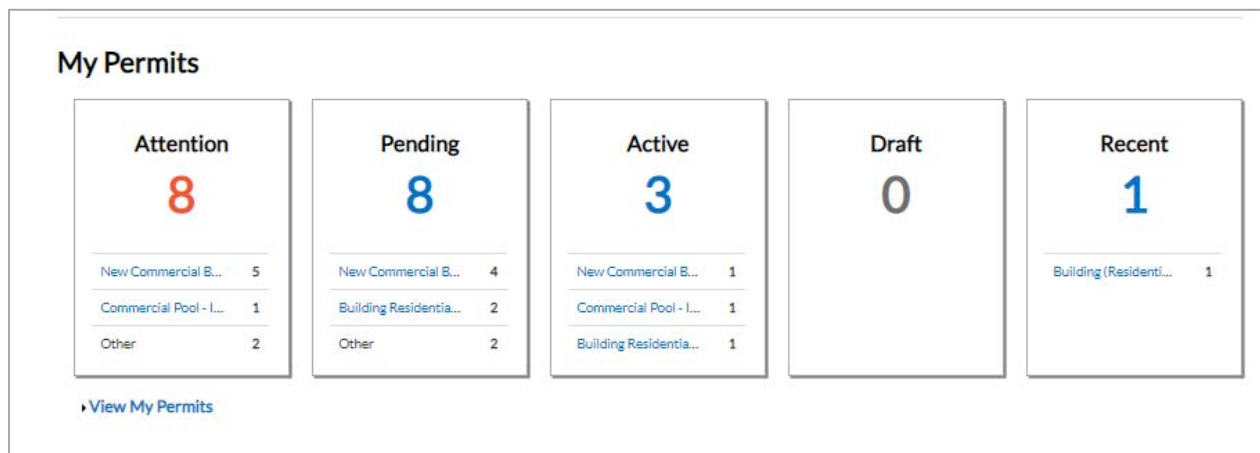 My Permits
Attention
8
New Commercial B... 5
Commercial Pool - I... 1
Other 2
Pending
8
New Commercial B... 4
Building Residentia... 2
Other 2
Active
3
New Commercial B... 1
Commercial Pool - I... 1
Building Residentia... 1
Draft
0
Recent
1
Building (Residenti... 1
View My Permits